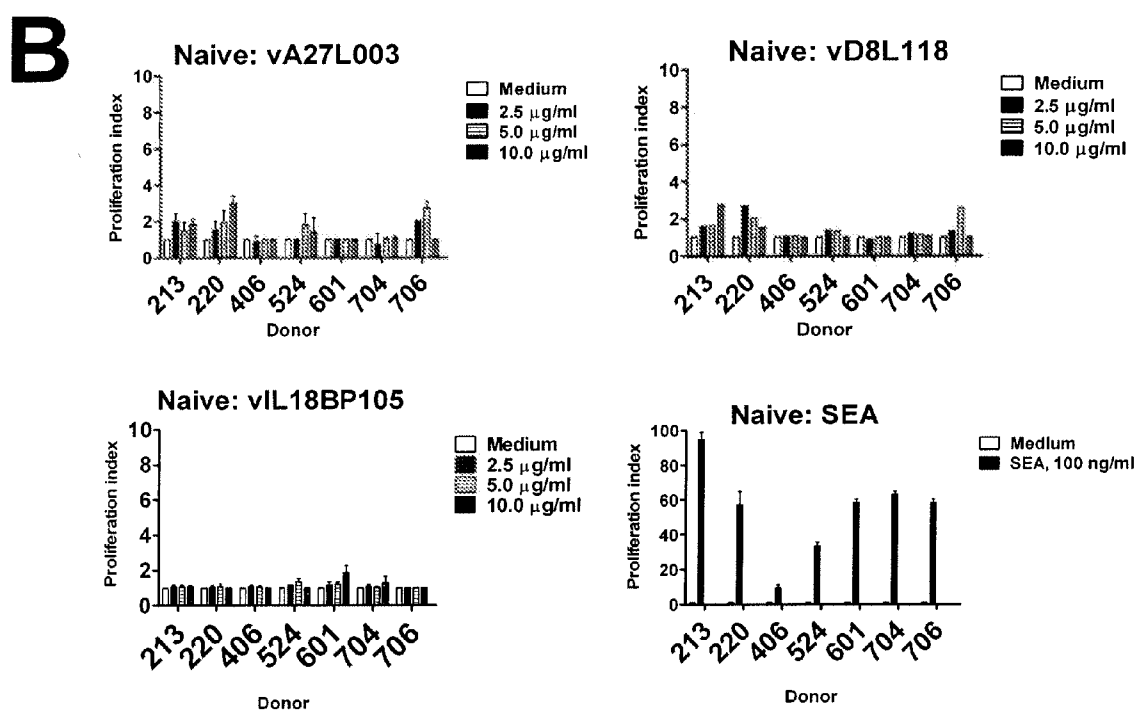 B
Naive: vA27L003
10
8
6
4
2
0
Proliferation index
Medium
2.5 μg/ml
5.0 μg/ml
10.0 μg/ml
213 220 406 524 601 704 706
Donor
Naive: vD8L118
10
8
6
4
2
0
Proliferation index
Medium
2.5 μg/ml
5.0 μg/ml
10.0 μg/ml
213 220 406 524 601 704 706
Donor
Naive: vIL18BP105
10
8
6
4
2
0
Proliferation index
Medium
2.5 μg/ml
5.0 μg/ml
10.0 μg/ml
213 220 406 524 601 704 706
Donor
Naive: SEA
100
80
60
40
20
0
Proliferation index
Medium
SEA, 100 ng/ml
213 220 406 524 601 704 706
Donor